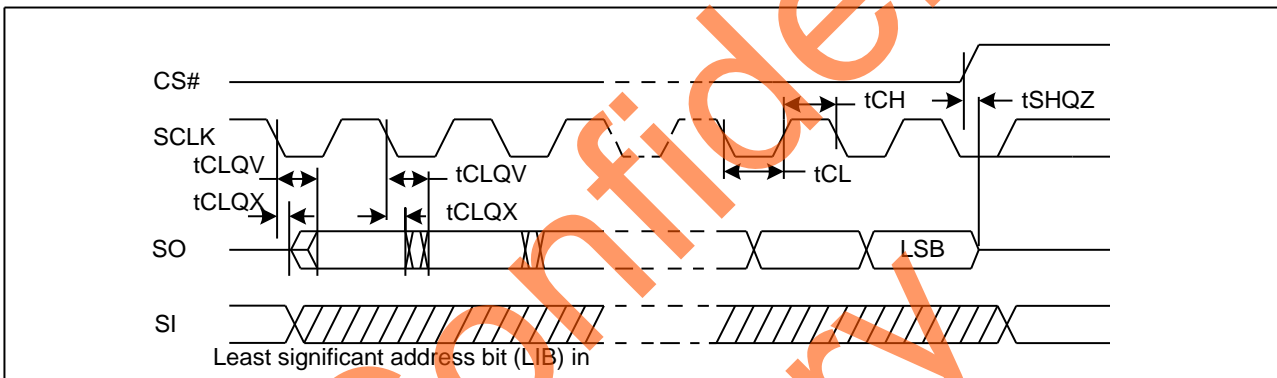 CS#
tCH
tSHQZ
SCLK
tCLQV
tCLQV
tCL
tCLQX
tCLQX
SO
LSB
SI
Least significant address bit (LIB) in